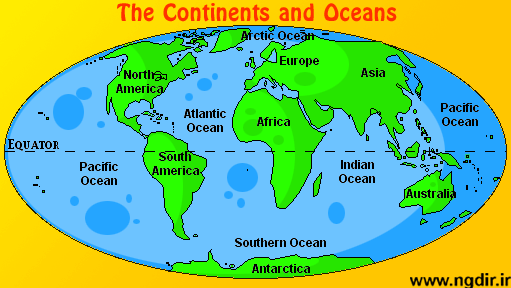 The Continents and Oceans
Arctic Ocean
Europe
Asia
North
America
Atlantic
Ocean
Africa
Pacific
Ocean
EQUATOR
Pacific
Ocean
South
America
Indian
Ocean
Australia
Southern Ocean
Antarctica
www.ngdir.ir